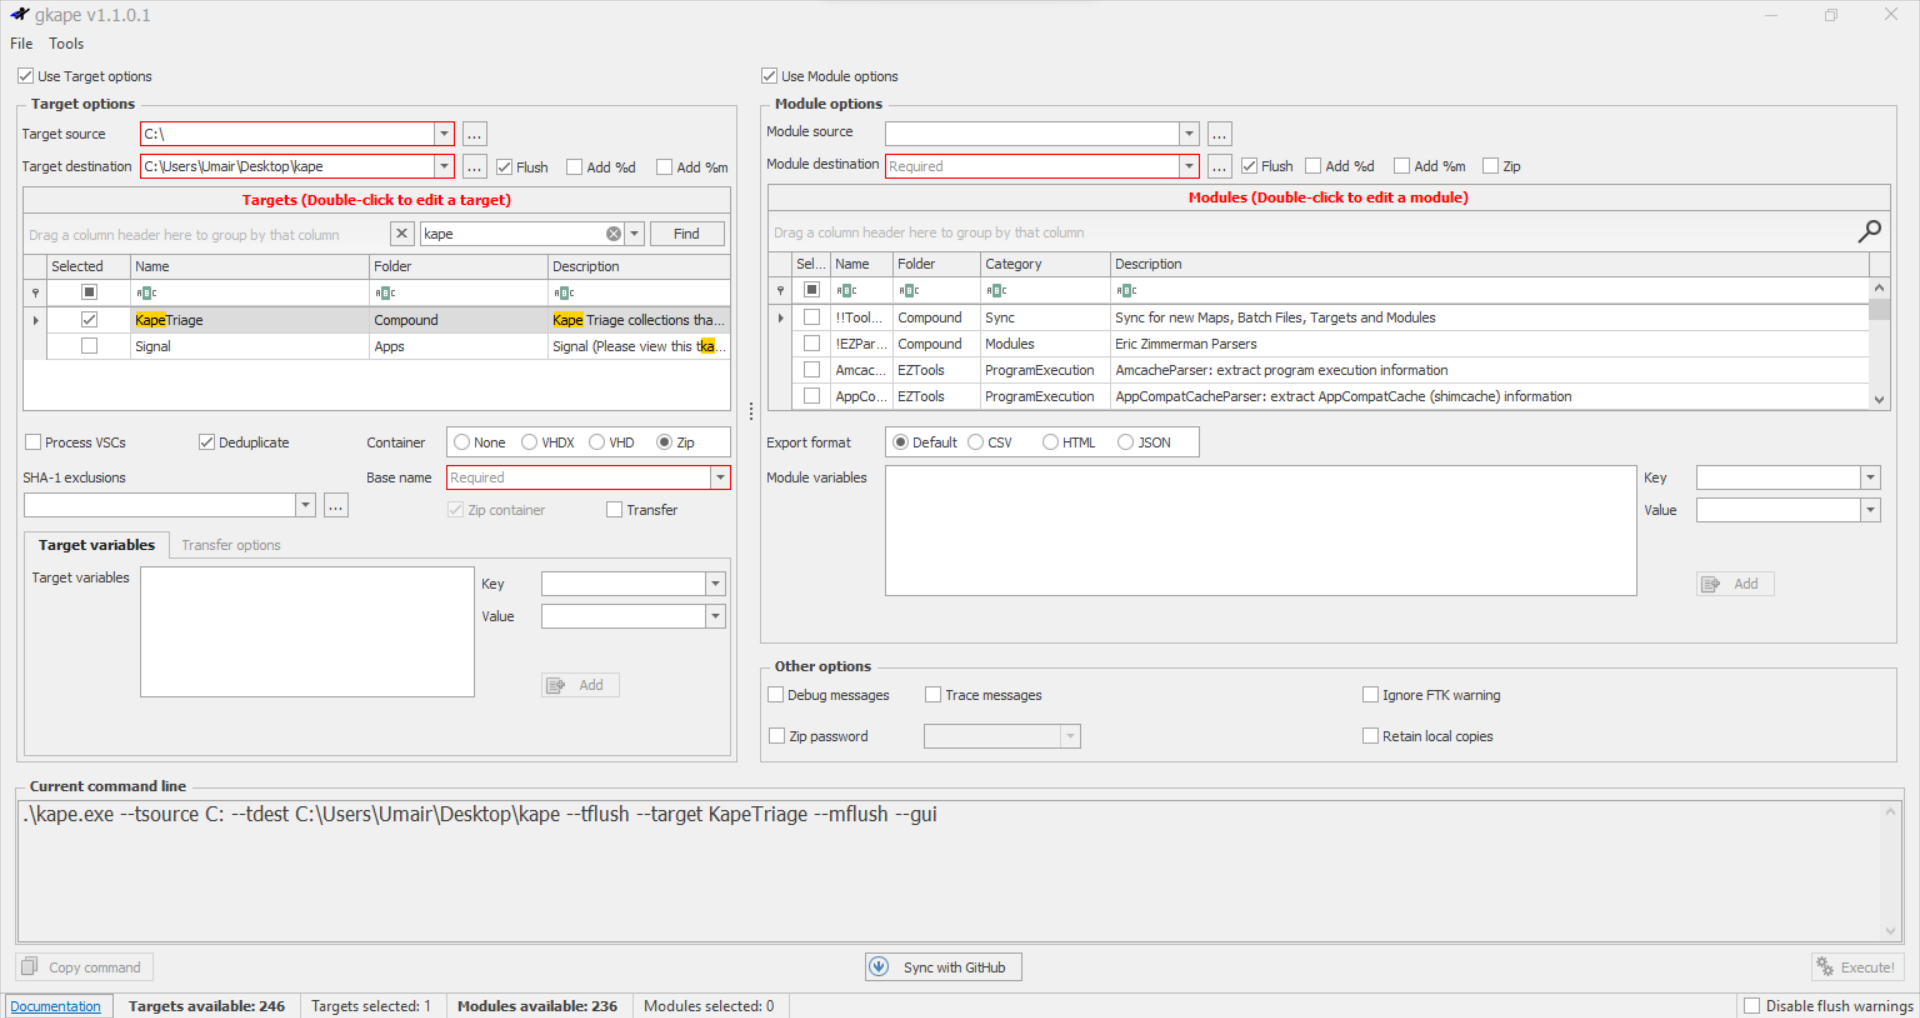 gkape v1.1.0.1
File Tools
Use Target options
Target options
Target source C:\ ...
Target destination C:\Users\Umair\Desktop\kape ... Flush Add %d Add %m
Targets (Double-click to edit a target)
Drag a column header here to group by that column kape Find
Selected Name Folder Description
KapeTriage Compound Kape Triage collections tha...
Signal Apps Signal (Please view this tka...
Process VSCs Deduplicate Container None VHDX VHD Zip
SHA-1 exclusions Base name Required
... Zip container Transfer
Target variables Transfer options
Target variables Key
Value
Add
Use Module options
Module options
Module source ...
Module destination Required ... Flush Add %d Add %m Zip
Modules (Double-click to edit a module)
Drag a column header here to group by that column
Sel... Name Folder Category Description
!!Tool... Compound Sync Sync for new Maps, Batch Files, Targets and Modules
!EZPar... Compound Modules Eric Zimmerman Parsers
Amcac... EZTools ProgramExecution AmcacheParser: extract program execution information
AppCo... EZTools ProgramExecution AppCompatCacheParser: extract AppCompatCache (shimcache) information
Export format Default CSV HTML JSON
Module variables Key
Value
Add
Other options
Debug messages Trace messages Ignore FTK warning
Zip password Retain local copies
Current command line
.\kape.exe --tsource C: --tdest C:\Users\Umair\Desktop\kape --tflush --target KapeTriage --mflush --gui
Copy command Sync with GitHub Execute!
Documentation Targets available: 246 Targets selected: 1 Modules available: 236 Modules selected: 0 Disable flush warnings